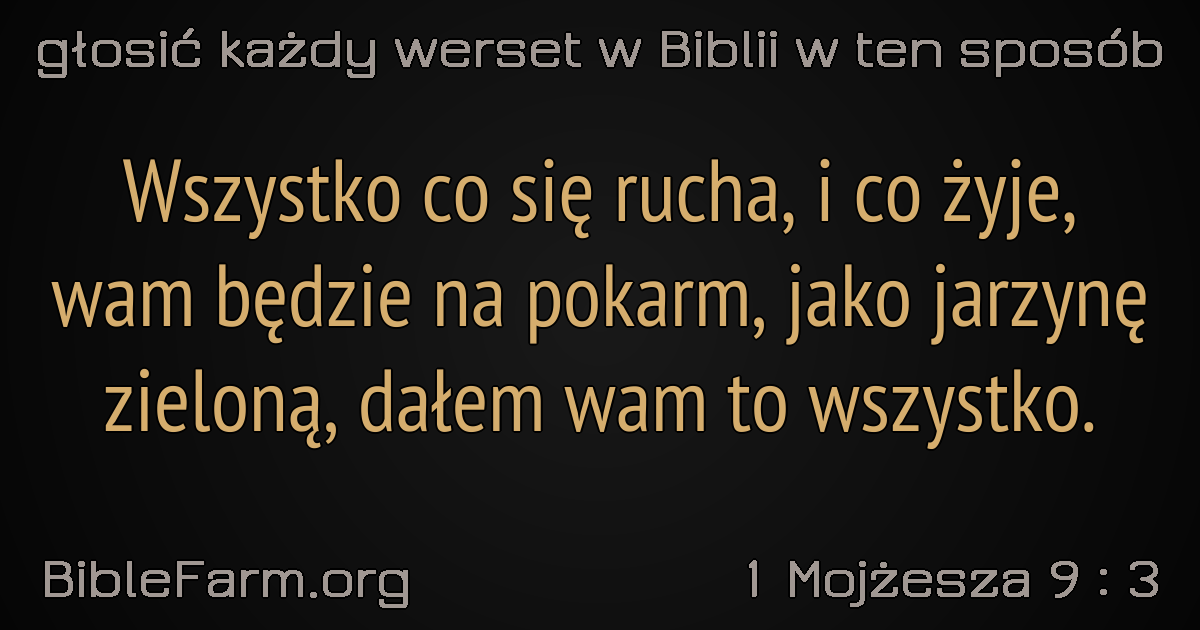 głosić każdy werset w Biblii w ten sposób
Wszystko co się rucha, i co żyje,
wam będzie na pokarm, jako jarzynę
zieloną, dałem wam to wszystko.
BibleFarm.org
1 Mojżesza 9 : 3